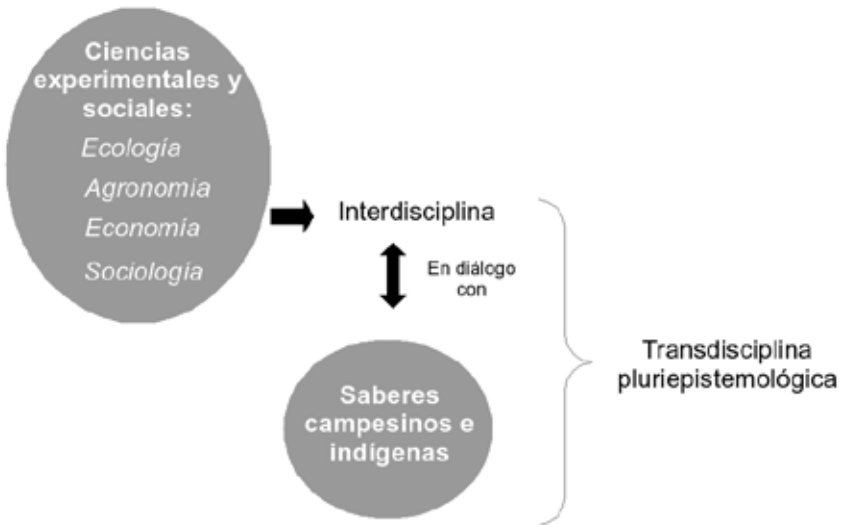 Ciencias
experimentales y
sociales:
Ecología
Agronomía
Economía
Sociología
Interdisciplina
En diálogo
con
Saberes
campesinos e
indígenas
Transdisciplina
pluriepistemológica